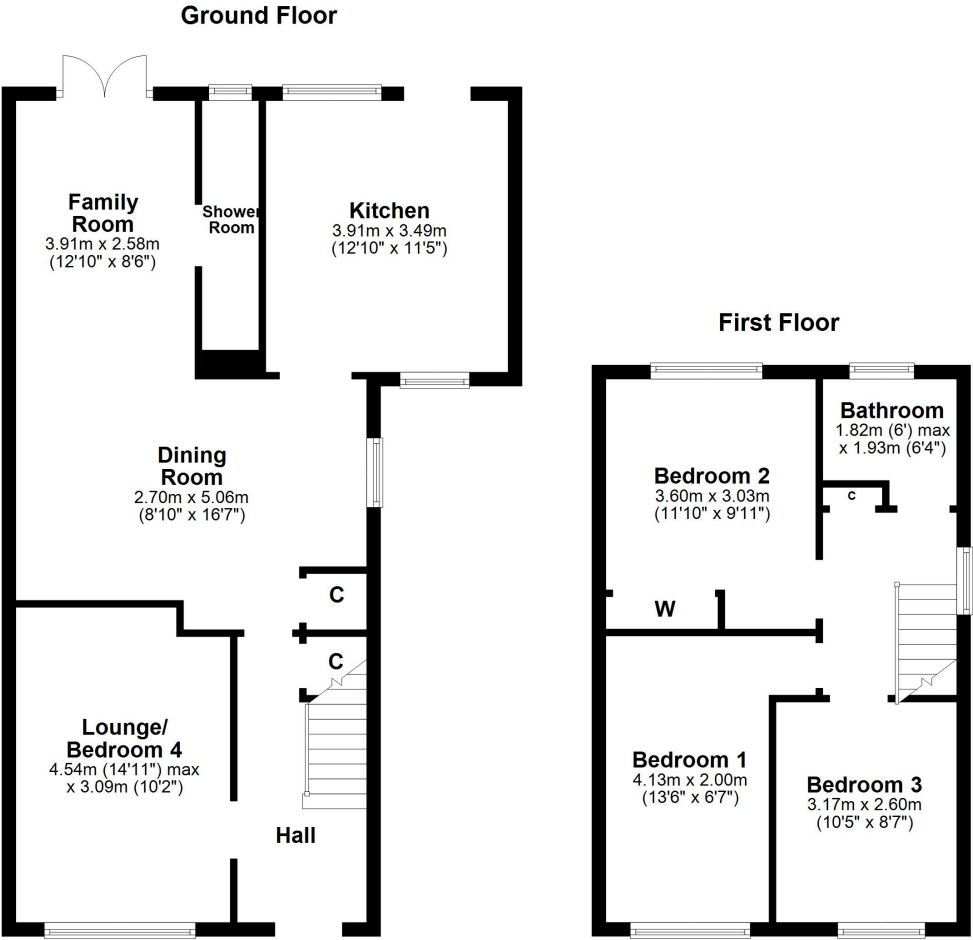 Ground Floor
Family
Room
3.91m x 2.58m
(12'10" x 8'6")
Shower
Room
Kitchen
3.91m x 3.49m
(12'10" x 11'5")
Dining
Room
2.70m x 5.06m
(8'10" x 16'7")
C
C
Lounge/
Bedroom 4
4.54m (14'11") max
x 3.09m (10'2")
Hall
First Floor
Bathroom
1.82m (6') max
x 1.93m (6'4")
Bedroom 2
3.60m x 3.03m
(11'10" x 9'11")
C
W
Bedroom 1
4.13m x 2.00m
(13'6" x 6'7")
Bedroom 3
3.17m x 2.60m
(10'5" x 8'7")